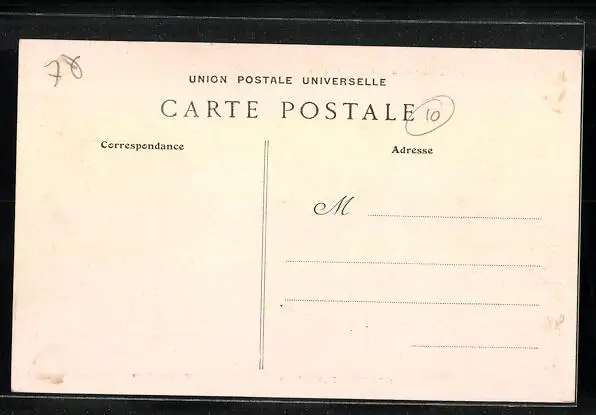 78
UNION POSTALE UNIVERSELLE
CARTE POSTALE 10
Correspondance
Adresse
M